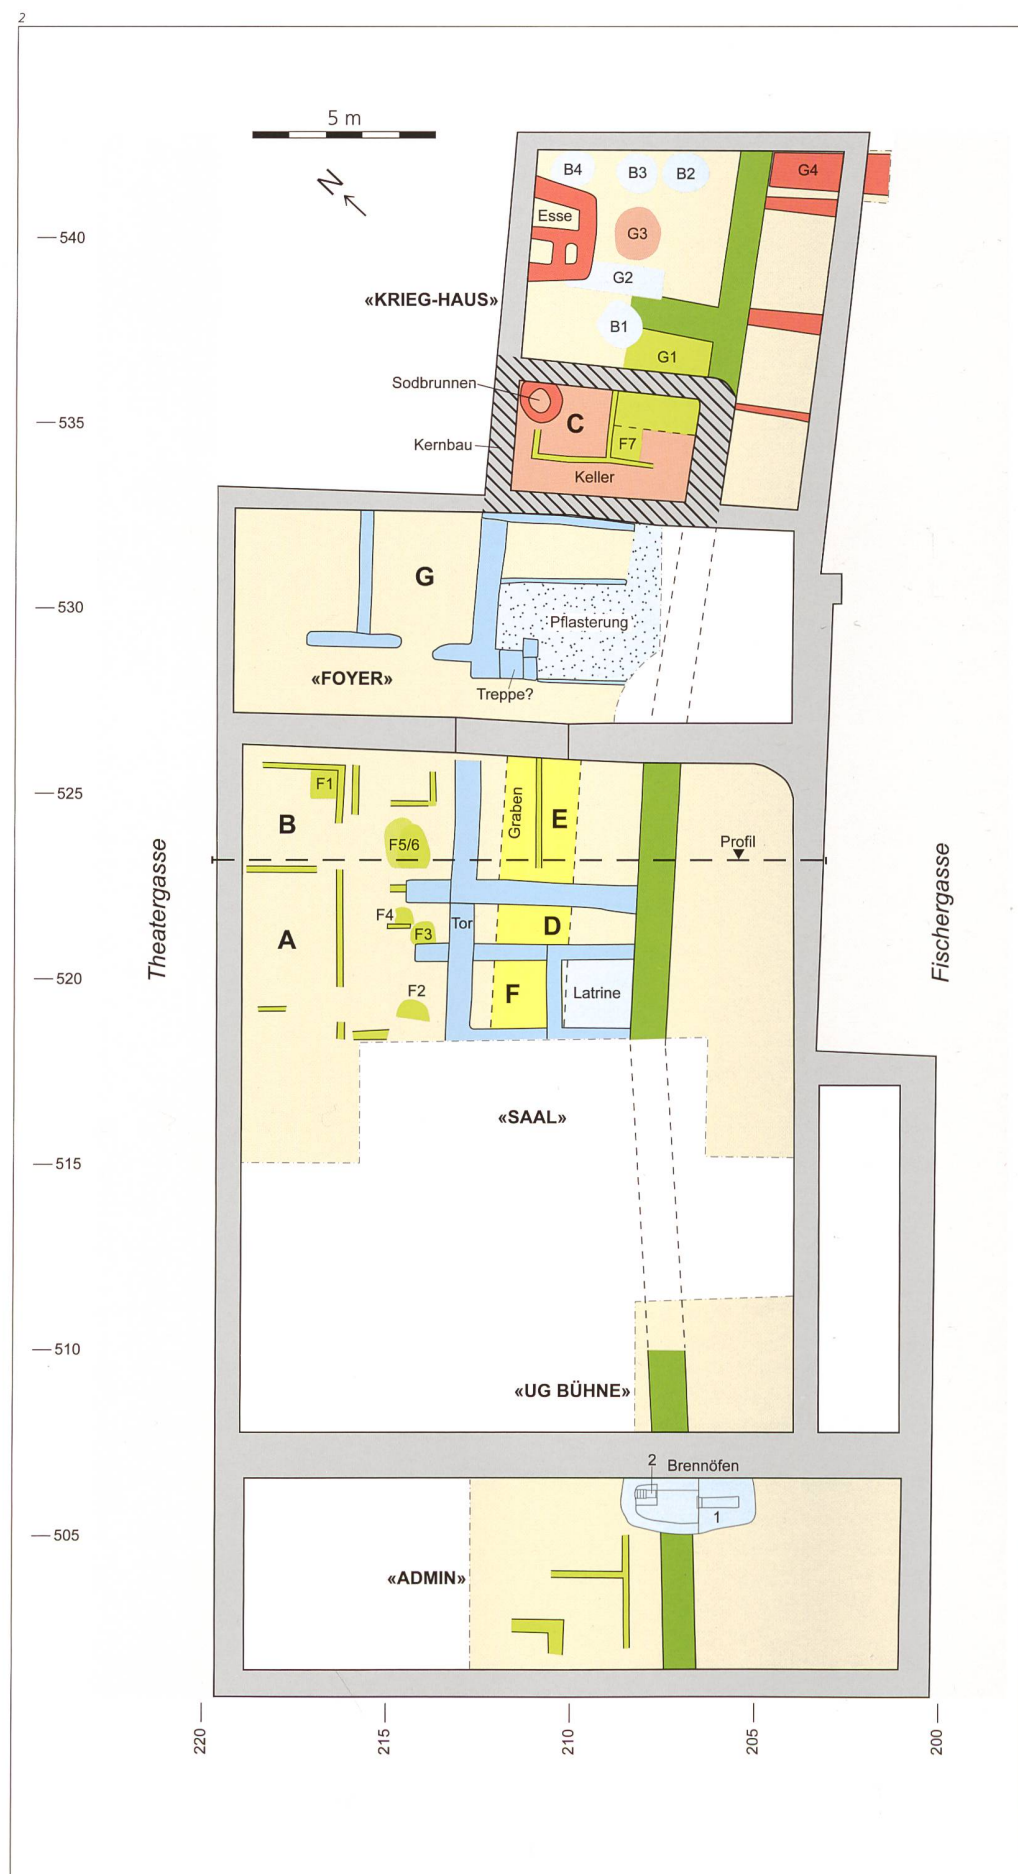 2
5 m
N
B4
B3
B2
G4
Esse
G3
540
G2
«KRIEG-HAUS»
B1
G1
Sodbrunnen
535
C
F7
Kernbau
Keller
G
530
Pflasterung
«FOYER»
Treppe?
525
F1
B
Graben
E
F5/6
Profil
Theatergasse
Fischergasse
F4
A
F3
Tor
D
520
F2
F
Latrine
«SAAL»
515
510
«UG BÜHNE»
2
Brennöfen
1
505
«ADMIN»
220
215
210
205
200